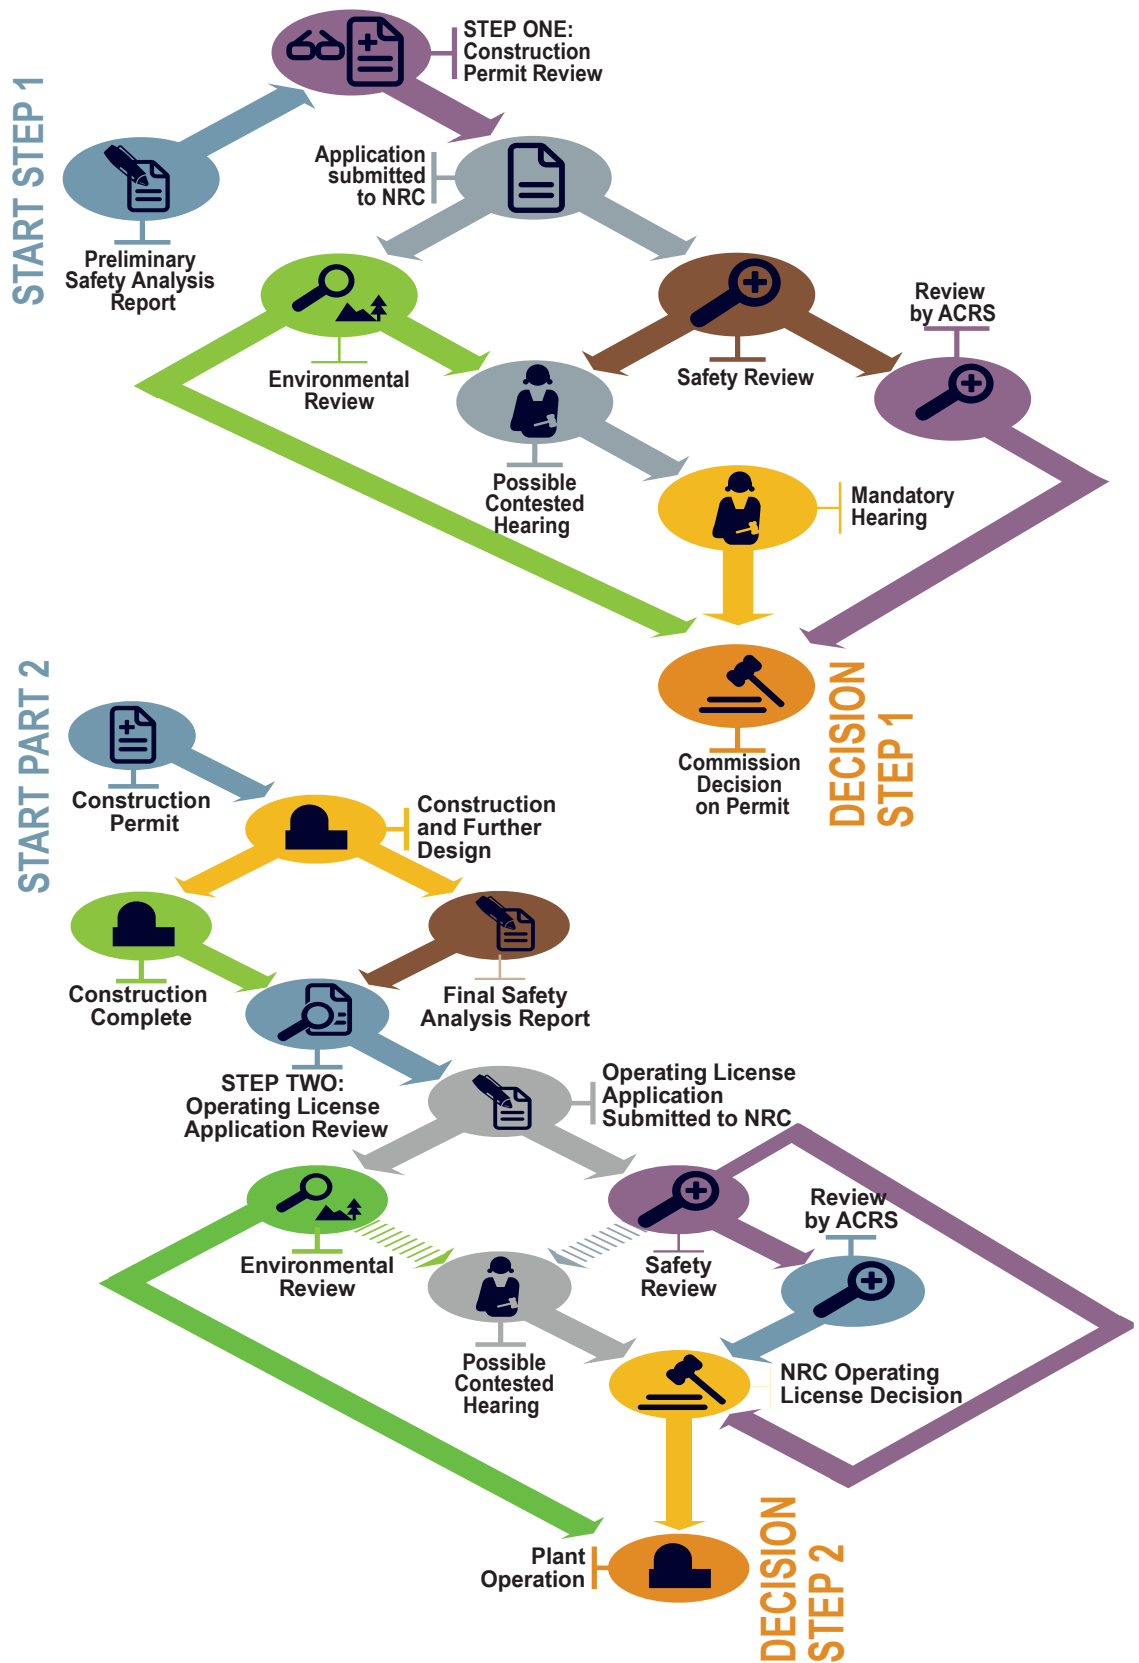 START STEP 1
STEP ONE:
Construction
Permit Review
Application
submitted
to NRC
Preliminary
Safety Analysis
Report
Review
by ACRS
Environmental
Review
Safety Review
Possible
Contested
Hearing
Mandatory
Hearing
DECISION
STEP 1
Commission
Decision
on Permit
START PART 2
Construction
Permit
Construction
and Further
Design
Construction
Complete
Final Safety
Analysis Report
STEP TWO:
Operating License
Application Review
Operating License
Application
Submitted to NRC
Review
by ACRS
Environmental
Review
Safety
Review
Possible
Contested
Hearing
NRC Operating
License Decision
Plant
Operation
DECISION
STEP 2